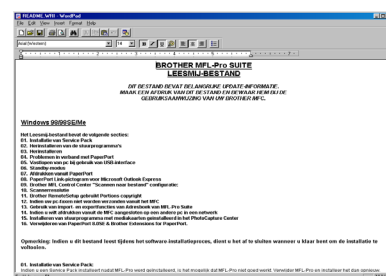 README.WRI - WordPad
File Edit View Insert Format Help
Arial (Western) 14
BROTHER MFL-Pro SUITE
LEESMIJ-BESTAND
DIT BESTAND BEVAT BELANGRIJKE UPDATE-INFORMATIE.
MAAK EEN AFDRUK VAN DIT BESTAND EN BEWAAR HEM BIJ DE
GEBRUIKSAANWIJZING VAN UW BROTHER MFC.
Windows 98/98SE/Me
Het Leesmij-bestand bevat de volgende secties:
01. Installatie van Service Pack
02. Herinstalleren van de stuurprogramma's
03. Herinstalleren
04. Problemen in verband met PaperPort
05. Vastlopen van pc bij gebruik van USB-interface
06. Standby-modus
07. Afdrukken vanuit PaperPort
08. PaperPort Link-pictogram voor Microsoft Outlook Express
09. Brother MFL Control Center "Scannen naar bestand" configuratie:
10. Scannerresolutie
11. Brother RemoteSetup gebruikt Portions copyright
12. Indien uw pc Exxen niet worden verzonden vanuit het MFC
13. Gebruik van import- en exportfuncties van Adresboek van MFL-Pro Suite
14. Indien u wilt afdrukken vanuit de MFC aangesloten op een andere pc in een netwerk
15. Installeren van stuurprogramma met mediakaarten geïnstalleerd in het PhotoCapture Center
16. Verwijderen van PaperPort 8.0SE & Brother Extensions for PaperPort.
Opmerking: Indien u dit bestand leest tijdens het software installatieproces, dient u het af te sluiten wanneer u klaar bent om de installatie te
voltooien.
01. Installatie van Service Pack: